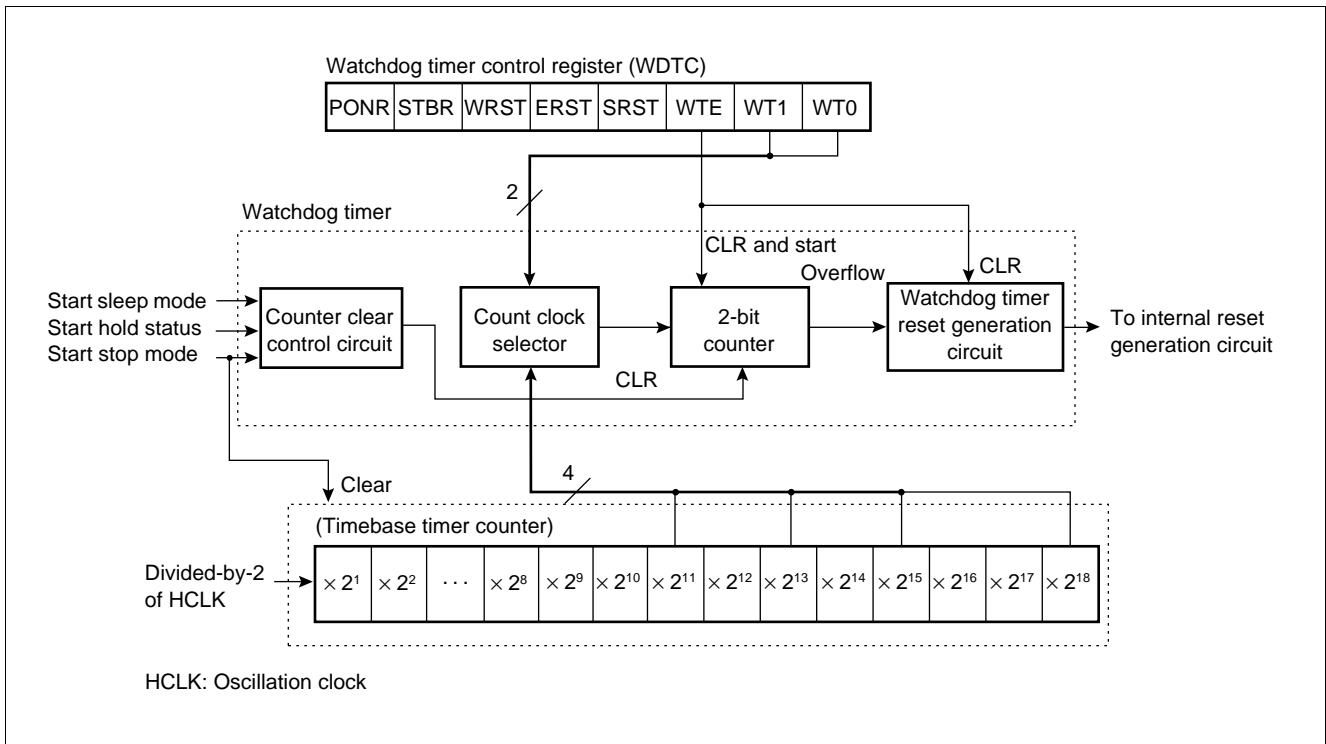 Watchdog timer control register (WDTC)
PONR STBR WRST ERST SRST WTE WT1 WT0
2
Watchdog timer
CLR and start
Overflow
CLR
Start sleep mode
Start hold status
Start stop mode
Counter clear
control circuit
Count clock
selector
2-bit
counter
Watchdog timer
reset generation
circuit
To internal reset
generation circuit
CLR
4
Clear
(Timebase timer counter)
Divided-by-2
of HCLK
× 2¹ × 2² ··· × 2⁸ × 2⁹ × 2¹⁰ × 2¹¹ × 2¹² × 2¹³ × 2¹⁴ × 2¹⁵ × 2¹⁶ × 2¹⁷ × 2¹⁸
HCLK: Oscillation clock